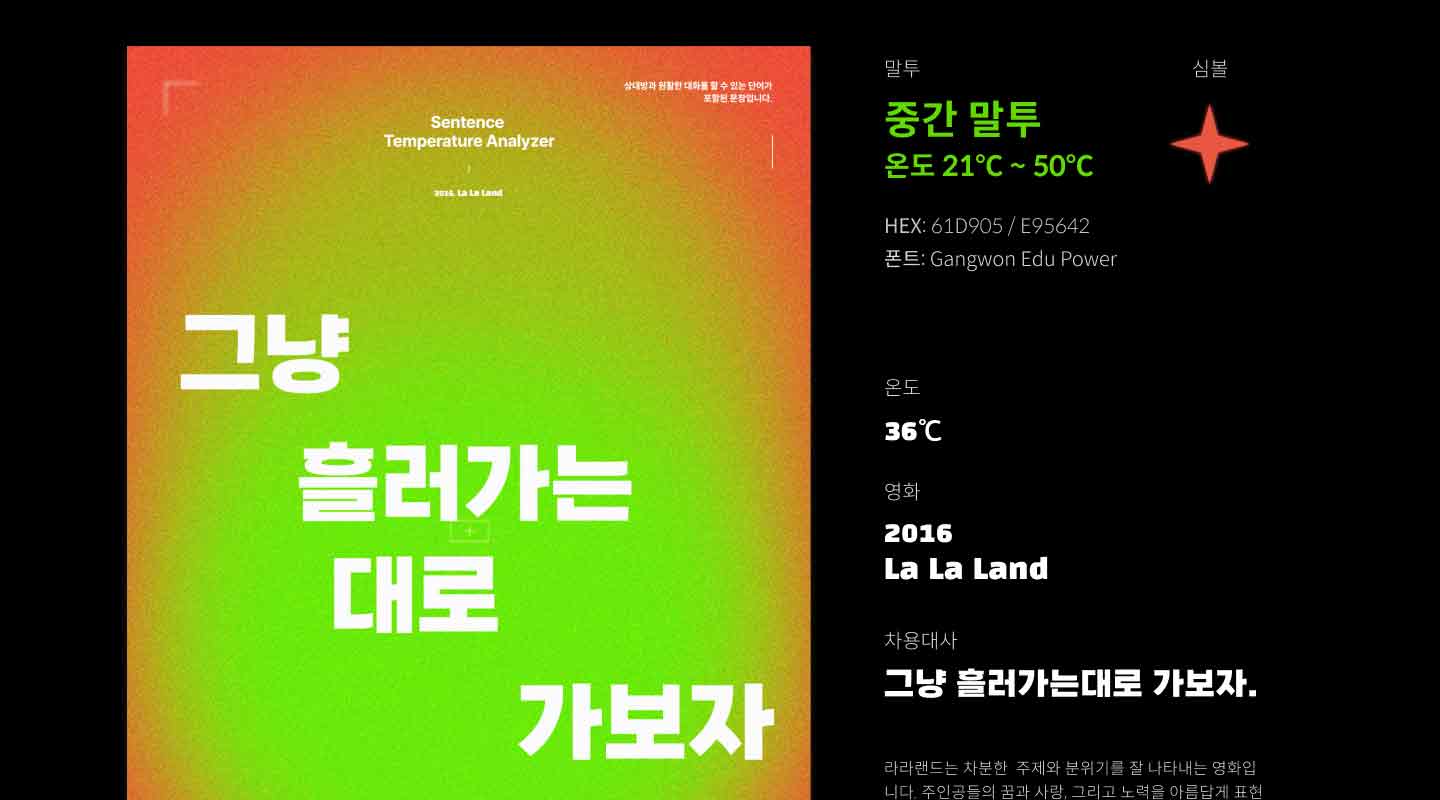 상대방과 원활한 대화를 할 수 있는 단어가
포함된 문장입니다.
Sentence
Temperature Analyzer
2016. La La Land
그냥
흘러가는
대로
가보자
말투
중간 말투
온도 21℃ ~ 50℃
심볼
HEX: 61D905 / E95642
폰트: Gangwon Edu Power
온도
36℃
영화
2016
La La Land
차용대사
그냥 흘러가는대로 가보자.
라라랜드는 차분한 주제와 분위기를 잘 나타내는 영화입
니다. 주인공들의 꿈과 사랑, 그리고 노력을 아름답게 표현